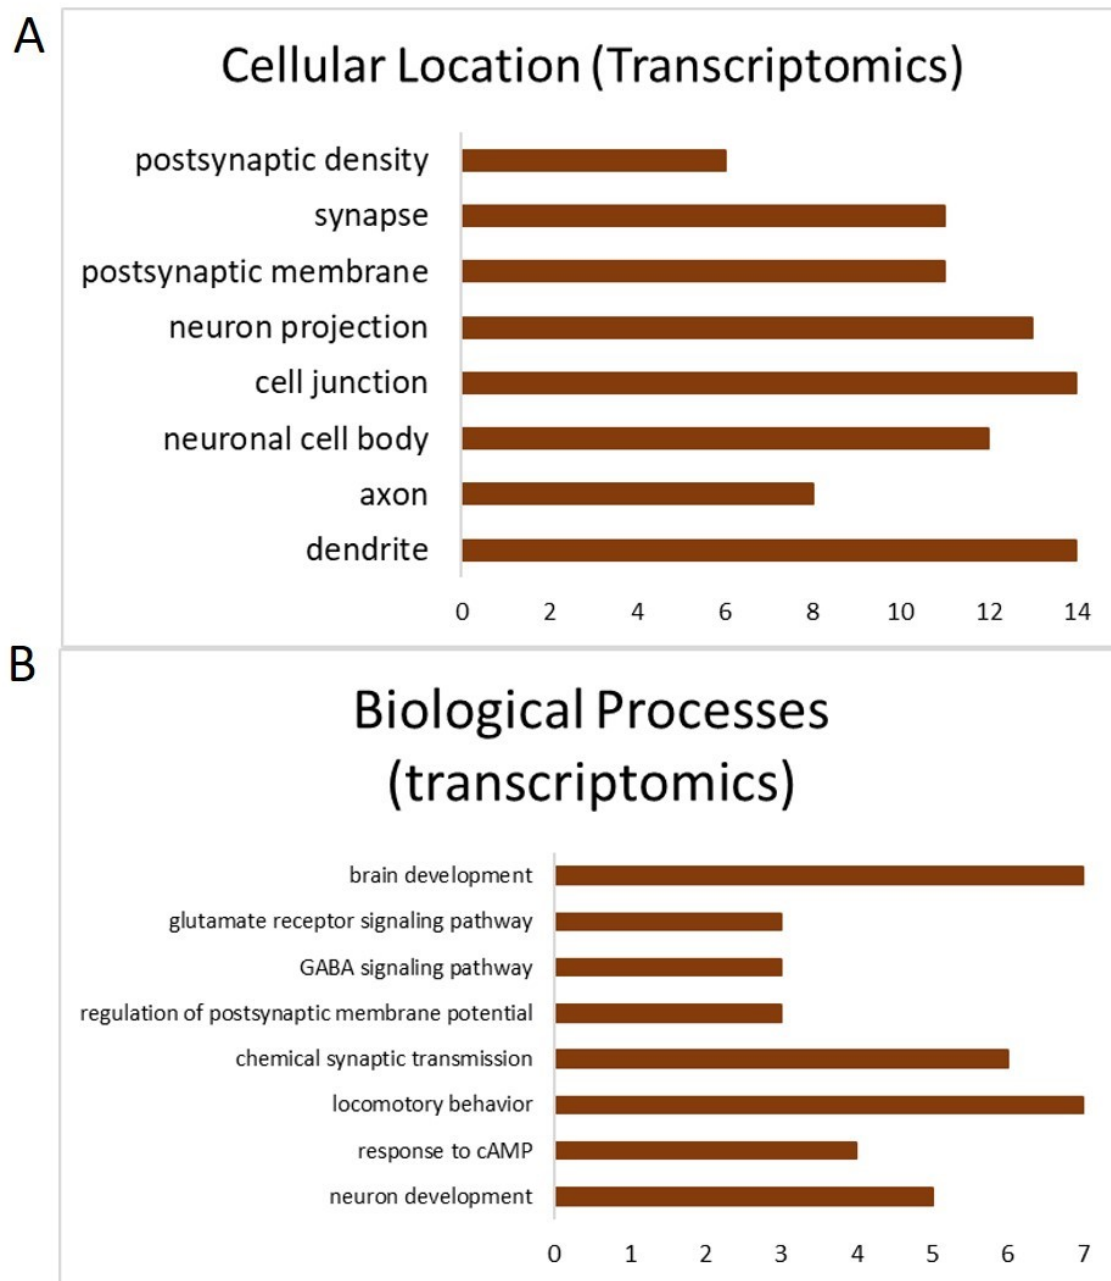 A
Cellular Location (Transcriptomics)
postsynaptic density
synapse
postsynaptic membrane
neuron projection
cell junction
neuronal cell body
axon
dendrite
0 2 4 6 8 10 12 14
B
Biological Processes
(transcriptomics)
brain development
glutamate receptor signaling pathway
GABA signaling pathway
regulation of postsynaptic membrane potential
chemical synaptic transmission
locomotory behavior
response to cAMP
neuron development
0 1 2 3 4 5 6 7